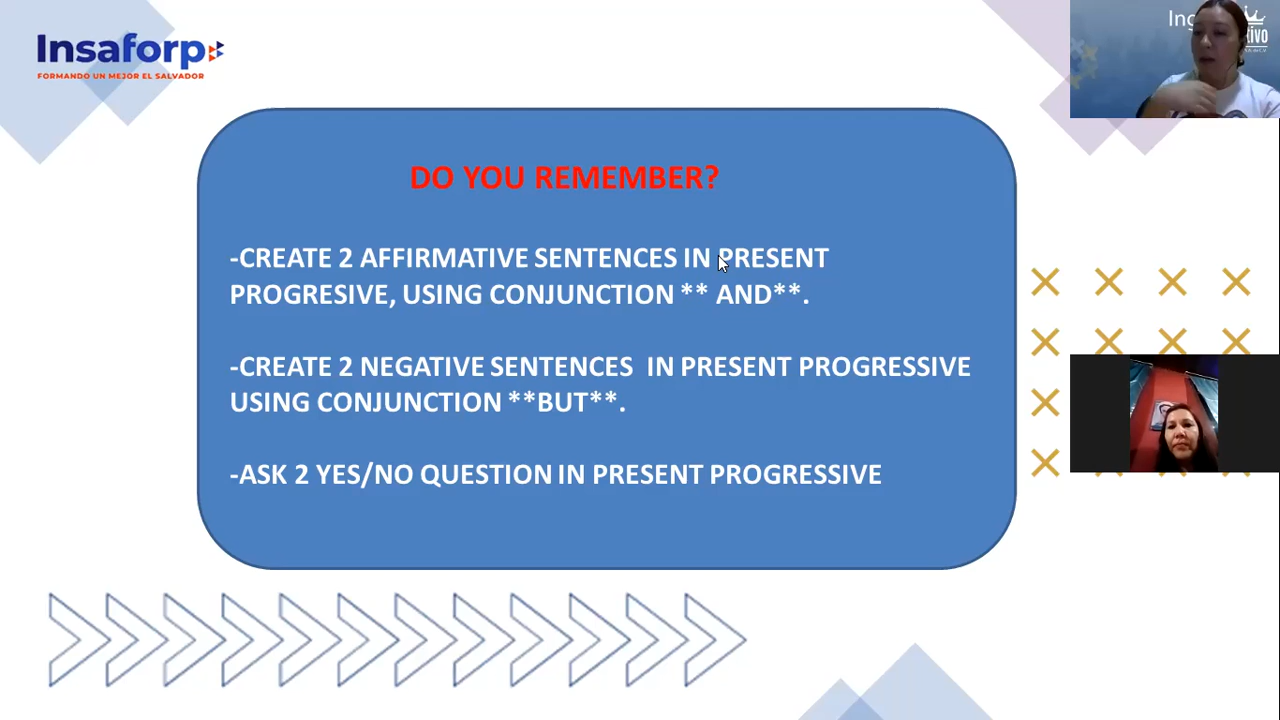 Insaforp
FORMANDO UN MEJOR EL SALVADOR
DO YOU REMEMBER?
-CREATE 2 AFFIRMATIVE SENTENCES IN PRESENT
PROGRESIVE, USING CONJUNCTION ** AND**.
-CREATE 2 NEGATIVE SENTENCES IN PRESENT PROGRESSIVE
USING CONJUNCTION **BUT**.
-ASK 2 YES/NO QUESTION IN PRESENT PROGRESSIVE